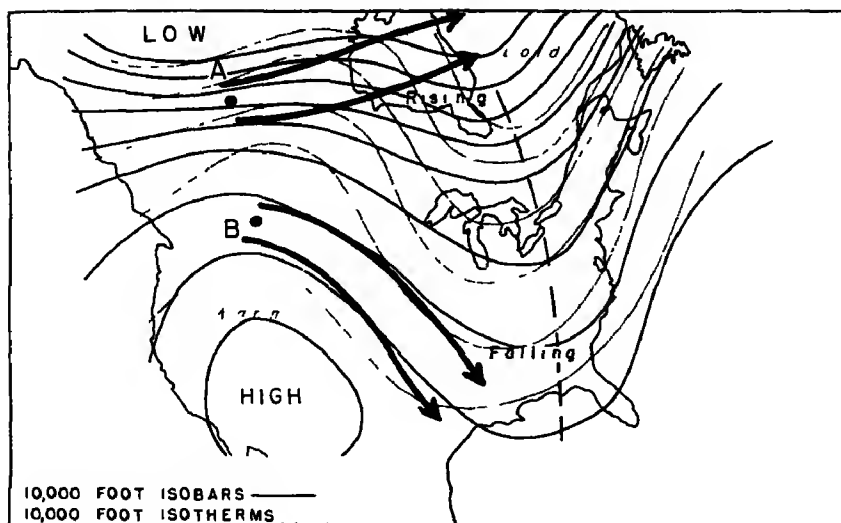 LOW
A
Cold
Rising
B
Falling
HIGH
10,000 FOOT ISOBARS
10,000 FOOT ISOTHERMS